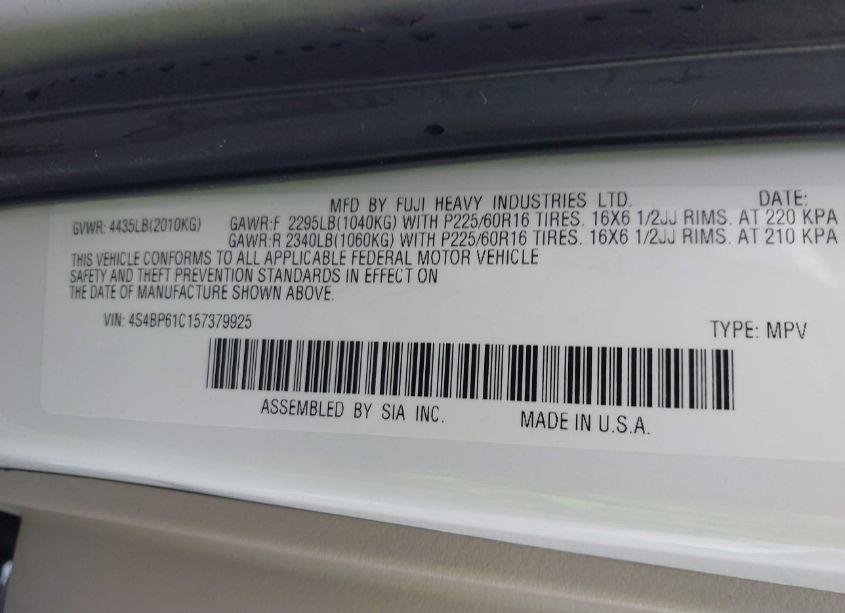 MFD BY FUJI HEAVY INDUSTRIES LTD. DATE:
GVWR: 4435LB(2010KG) GAWR:F 2295LB(1040KG) WITH P225/60R16 TIRES. 16X6 1/2JJ RIMS. AT 220 KPA
GAWR:R 2340LB(1060KG) WITH P225/60R16 TIRES. 16X6 1/2JJ RIMS. AT 210 KPA
THIS VEHICLE CONFORMS TO ALL APPLICABLE FEDERAL MOTOR VEHICLE
SAFETY AND THEFT PREVENTION STANDARDS IN EFFECT ON
THE DATE OF MANUFACTURE SHOWN ABOVE.
VIN: 4S4BP61C157379925 TYPE: MPV
ASSEMBLED BY SIA INC. MADE IN U.S.A.